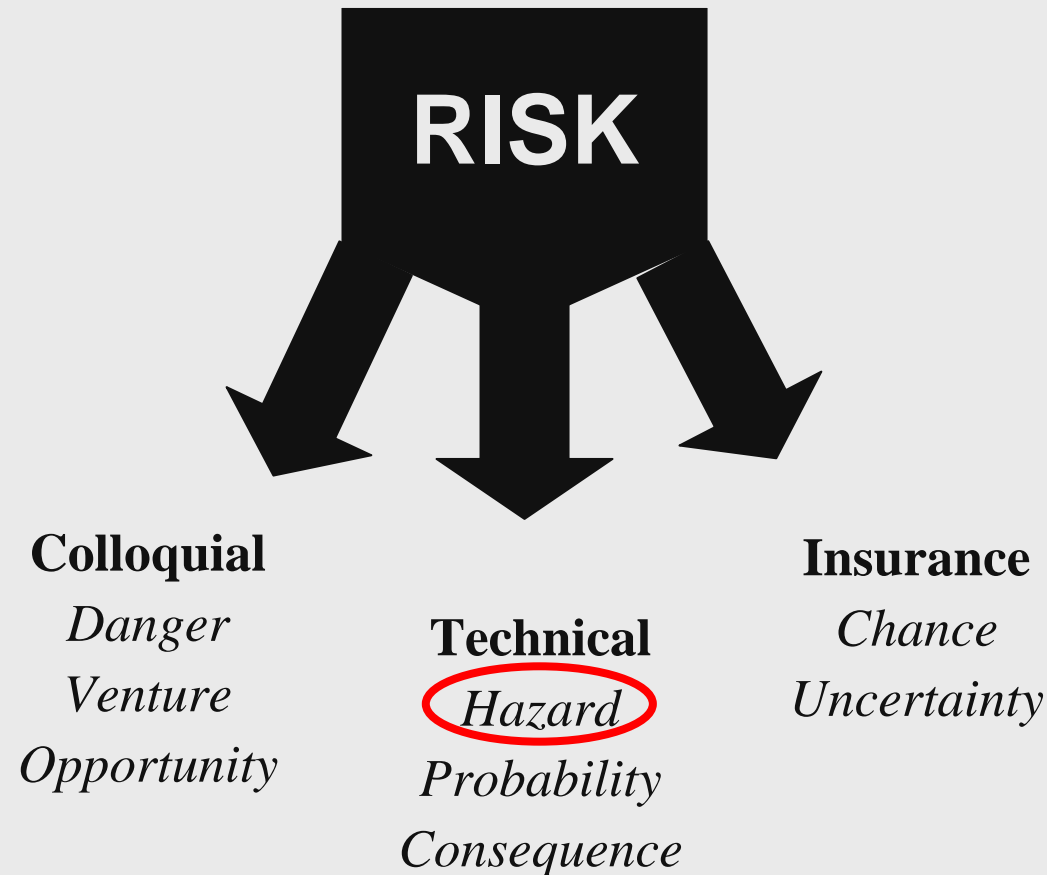 RISK
Colloquial
Danger
Venture
Opportunity
Technical
Hazard
Probability
Consequence
Insurance
Chance
Uncertainty